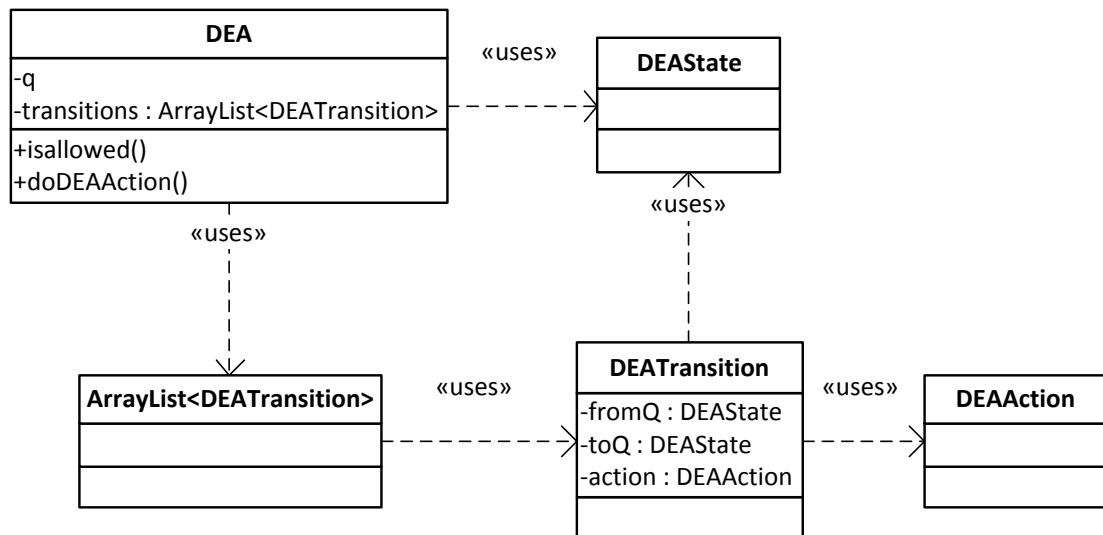 DEA
-q
-transitions : ArrayList<DEATransition>
+isallowed()
+doDEAAction()
«uses»
DEAState
«uses»
«uses»
ArrayList<DEATransition>
«uses»
DEATransition
-fromQ : DEAState
-toQ : DEAState
-action : DEAAction
«uses»
DEAAction